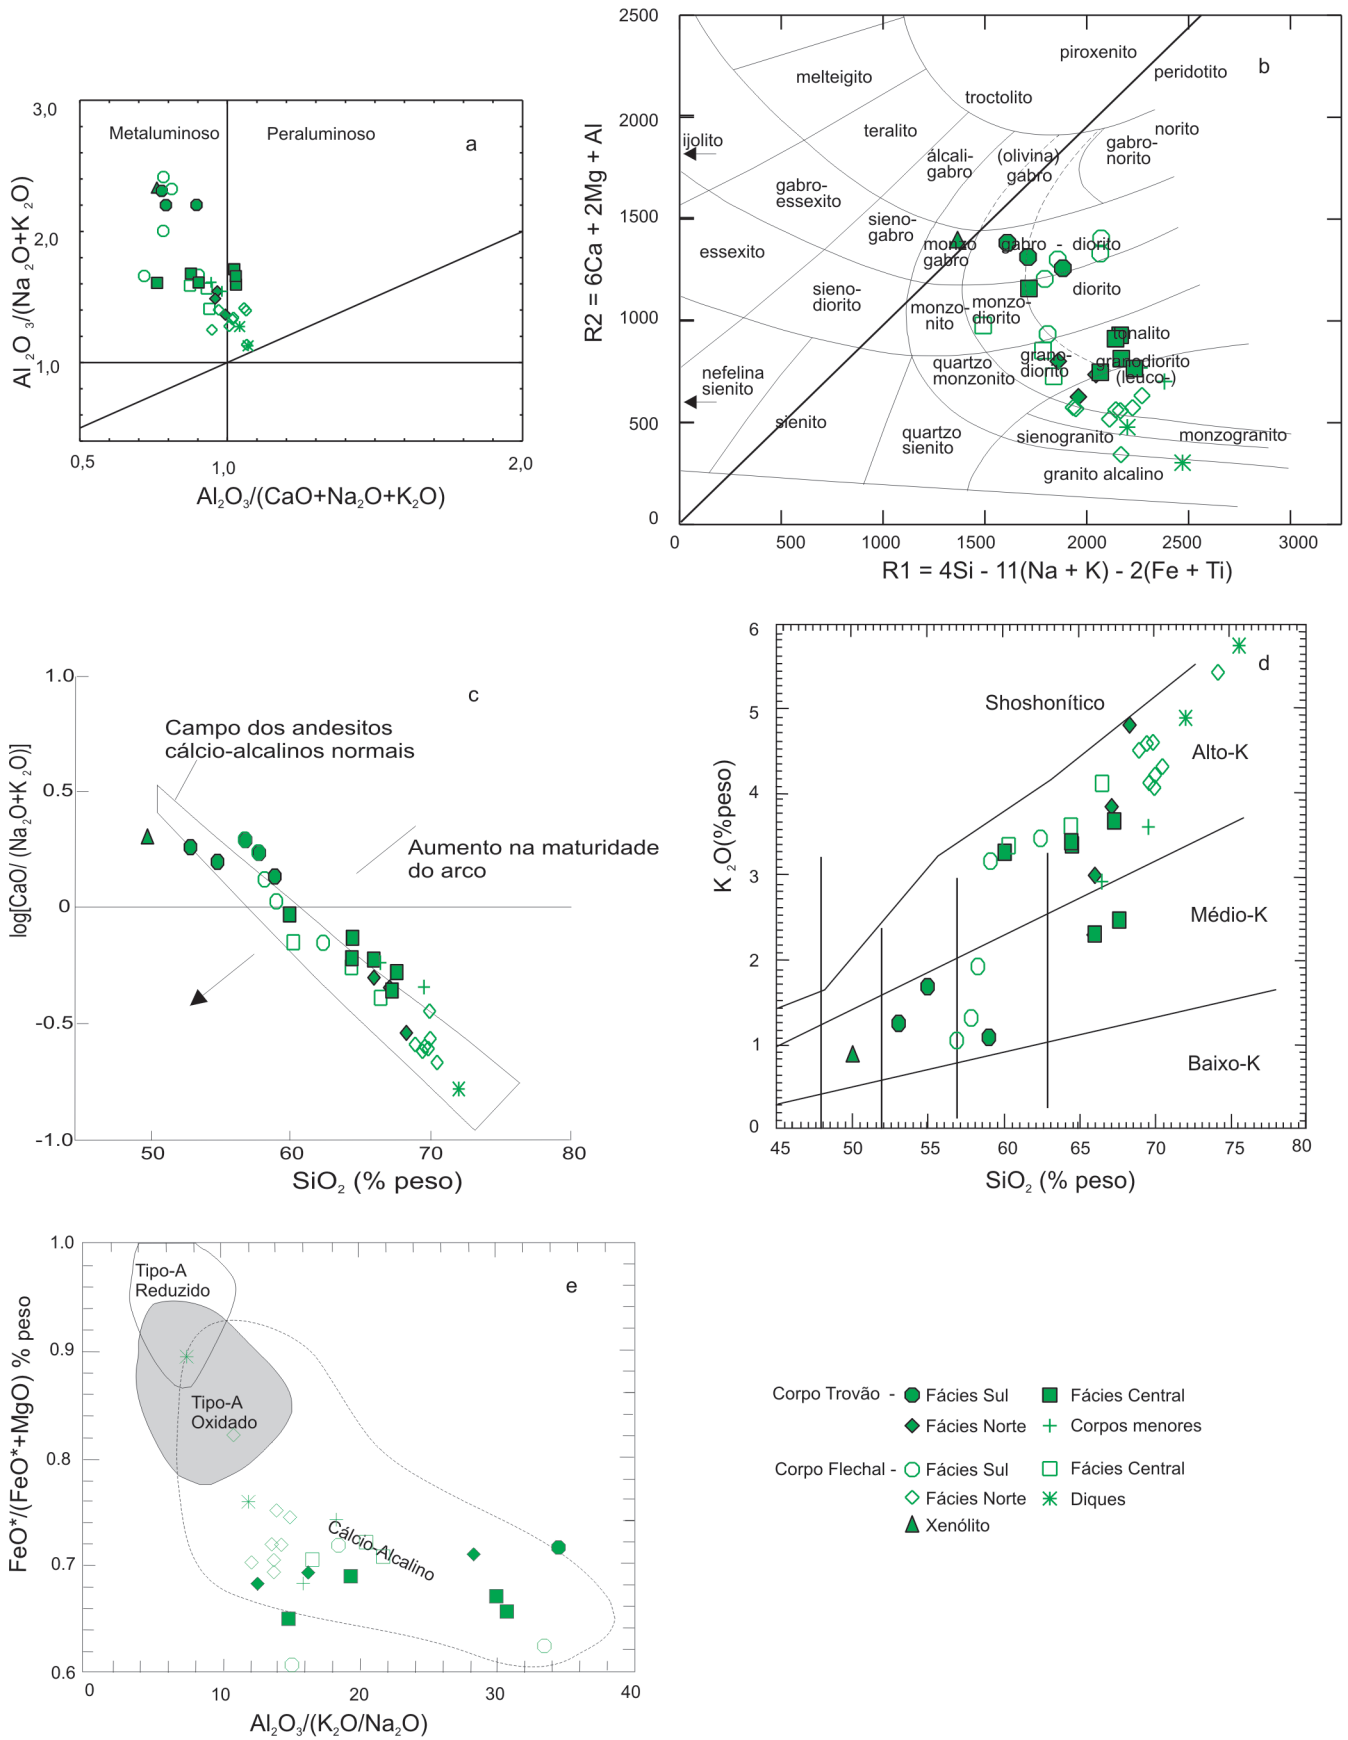 a
3,0
2,0
1,0
0,5
1,0
2,0
Metaluminoso
Peraluminoso
Al2O3/(Na2O+K2O)
Al2O3/(CaO+Na2O+K2O)
b
2500
2000
1500
1000
500
0
R2 = 6Ca + 2Mg + Al
piroxenito
peridotito
melteigito
troctolito
teralito
norito
ijolito
gabro-
norito
álcali-
gabro
(olivina)
gabro
gabro-
essexito
sieno-
gabro
monzo
gabro
gabro - diorito
essexito
sieno-
diorito
diorito
monzo-
nito
monzo-
diorito
tonalito
nefelina
sienito
quartzo
monzonito
grano-
diorito
granodiorito
(leuco-)
sienito
quartzo
sienito
sienogranito
monzogranito
granito alcalino
0
500
1000
1500
2000
2500
3000
R1 = 4Si - 11(Na + K) - 2(Fe + Ti)
c
1.0
0.5
0
-0.5
-1.0
log[CaO/ (Na2O+K2O)]
Campo dos andesitos
cálcio-alcalinos normais
Aumento na maturidade
do arco
50
60
70
80
SiO2 (% peso)
d
6
5
4
3
2
1
0
K2O(%peso)
Shoshonítico
Alto-K
Médio-K
Baixo-K
45
50
55
60
65
70
75
80
SiO2 (% peso)
e
1.0
0.9
0.8
0.7
0.6
FeO*/(FeO*+MgO) % peso
Tipo-A
Reduzido
Tipo-A
Oxidado
Cálcio-Alcalino
0
10
20
30
40
Al2O3/(K2O/Na2O)
Corpo Trovão - Fácies Sul Fácies Central
Fácies Norte Corpos menores
Corpo Flechal - Fácies Sul Fácies Central
Fácies Norte Diques
Xenólito